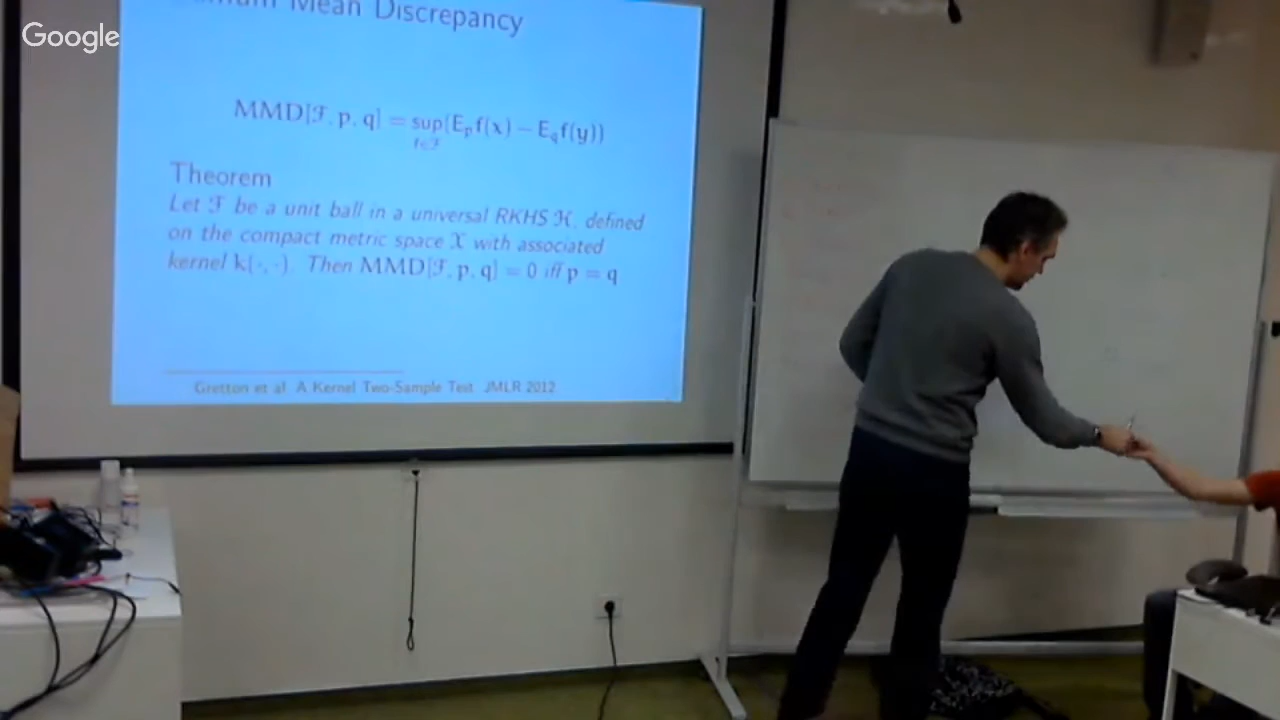 Google
Mean Discrepancy
MMD[ℱ, p, q] = sup(E_p f(x) − E_q f(y))
f∈ℱ
Theorem
Let ℱ be a unit ball in a universal RKHS ℋ, defined
on the compact metric space 𝒳 with associated
kernel k(·, ·). Then MMD[ℱ, p, q] = 0 iff p = q
Gretton et al. A Kernel Two-Sample Test. JMLR 2012